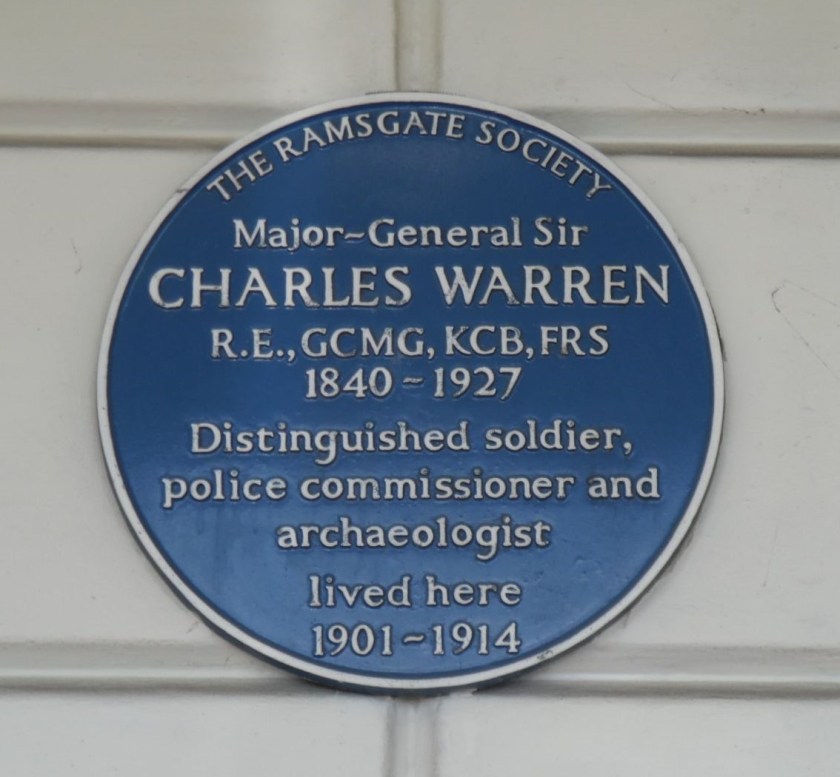 THE RAMSGATE SOCIETY
Major~General Sir
CHARLES WARREN
R.E., GCMG, KCB, FRS
1840 ~ 1927
Distinguished soldier,
police commissioner and
archaeologist
lived here
1901 ~ 1914